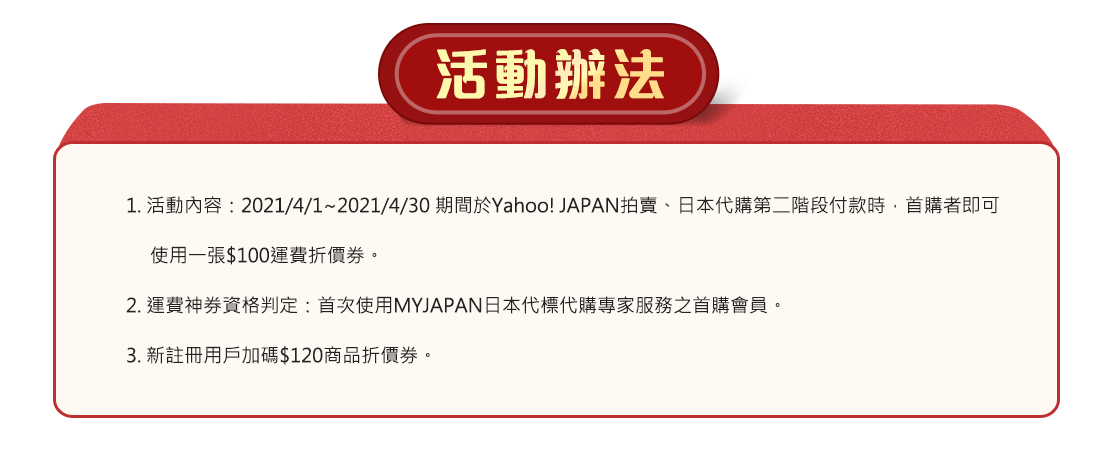 活動辦法
1. 活動內容：2021/4/1~2021/4/30 期間於Yahoo! JAPAN拍賣、日本代購第二階段付款時，首購者即可
使用一張$100運費折價券。
2. 運費神券資格判定：首次使用MYJAPAN日本代標代購專家服務之首購會員。
3. 新註冊用戶加碼$120商品折價券。